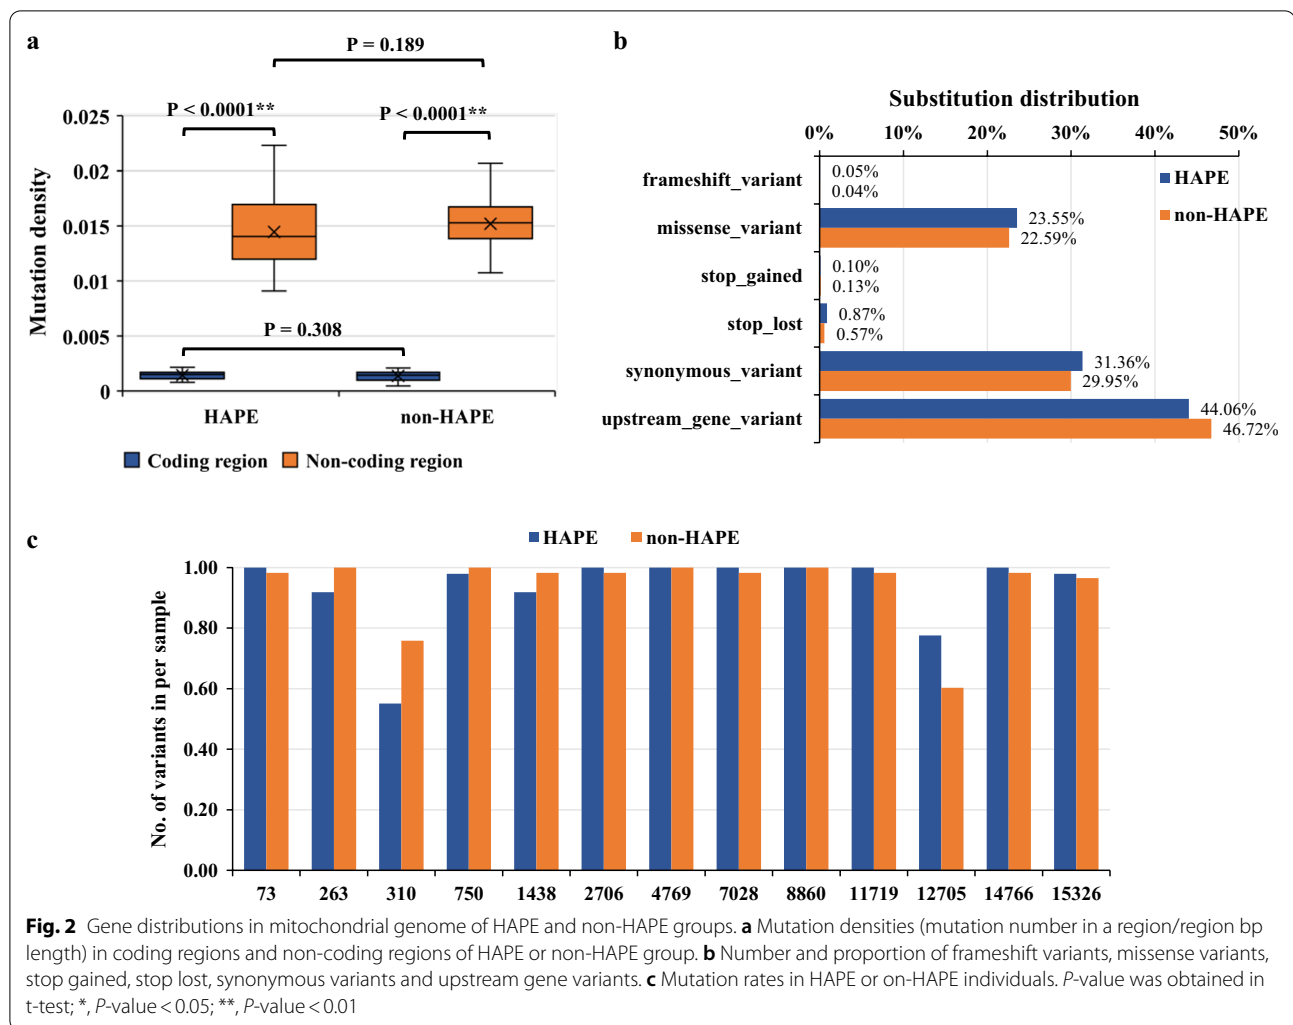 a
P = 0.189
P < 0.0001**
P < 0.0001**
0.025
0.02
0.015
0.01
0.005
0
Mutation density
P = 0.308
HAPE
non-HAPE
Coding region
Non-coding region
b
Substitution distribution
0% 10% 20% 30% 40% 50%
frameshift_variant
0.05%
0.04%
HAPE
non-HAPE
missense_variant
23.55%
22.59%
stop_gained
0.10%
0.13%
stop_lost
0.87%
0.57%
synonymous_variant
31.36%
29.95%
upstream_gene_variant
44.06%
46.72%
c
HAPE non-HAPE
No. of variants in per sample
1.00
0.80
0.60
0.40
0.20
0.00
73 263 310 750 1438 2706 4769 7028 8860 11719 12705 14766 15326
Fig. 2 Gene distributions in mitochondrial genome of HAPE and non-HAPE groups. a Mutation densities (mutation number in a region/region bp
length) in coding regions and non-coding regions of HAPE or non-HAPE group. b Number and proportion of frameshift variants, missense variants,
stop gained, stop lost, synonymous variants and upstream gene variants. c Mutation rates in HAPE or on-HAPE individuals. P-value was obtained in
t-test; *, P-value < 0.05; **, P-value < 0.01